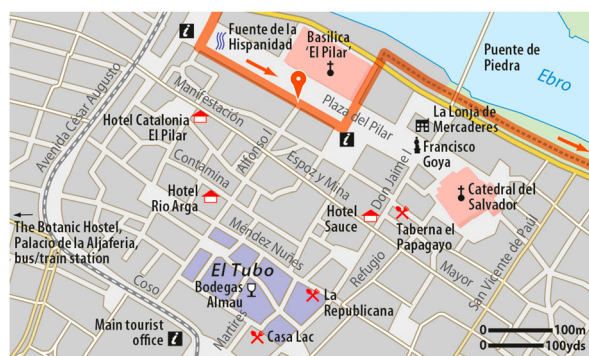 i
Fuente de la
Hispanidad
Basilica
'El Pilar'
Puente de
Piedra
Ebro
Avenida César Augusto
Manifestación
Plaza del Pilar
La Lonja de
Mercaderes
Hotel Catalonia
El Pilar
Alfonso I
i
Francisco
Goya
Contamina
Espoz y Mina
Don Jaime I
Catedral del
Salvador
Hotel
Rio Arga
Hotel
Sauce
Taberna el
Papagayo
The Botanic Hostel,
Palacio de la Aljaferia,
bus/train station
Méndez Nuñes
San Vicente de Paúl
Coso
El Tubo
Refugio
Mayor
Bodegas
Almau
La
Republicana
Main tourist
office i
Martires
Casa Lac
0 100m
0 100yds